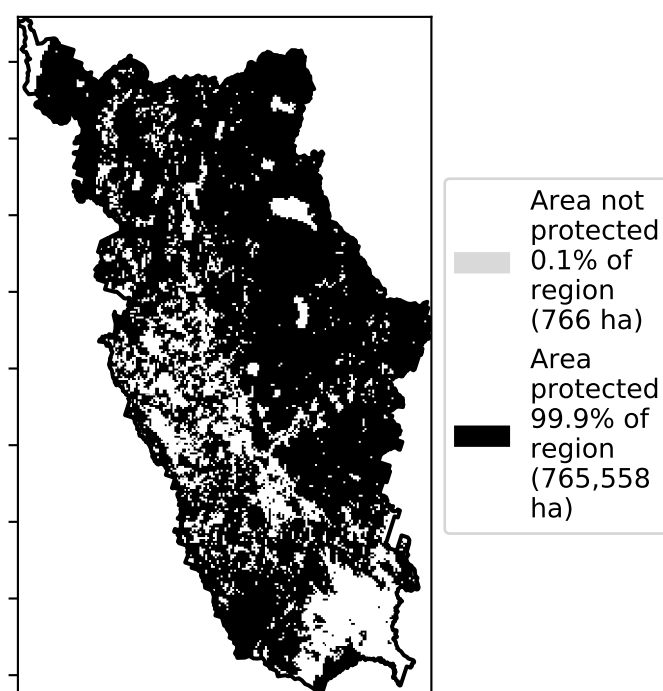 Area not
protected
0.1% of
region
(766 ha)
Area
protected
99.9% of
region
(765,558
ha)